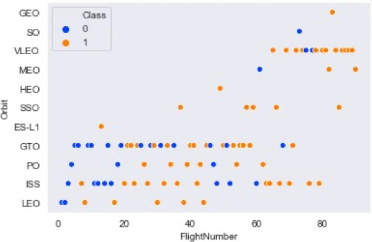 GEO
SO
VLEO
MEO
HEO
SSO
ES-L1
GTO
PO
ISS
LEO
Orbit
Class
0
1
0 20 40 60 80
FlightNumber